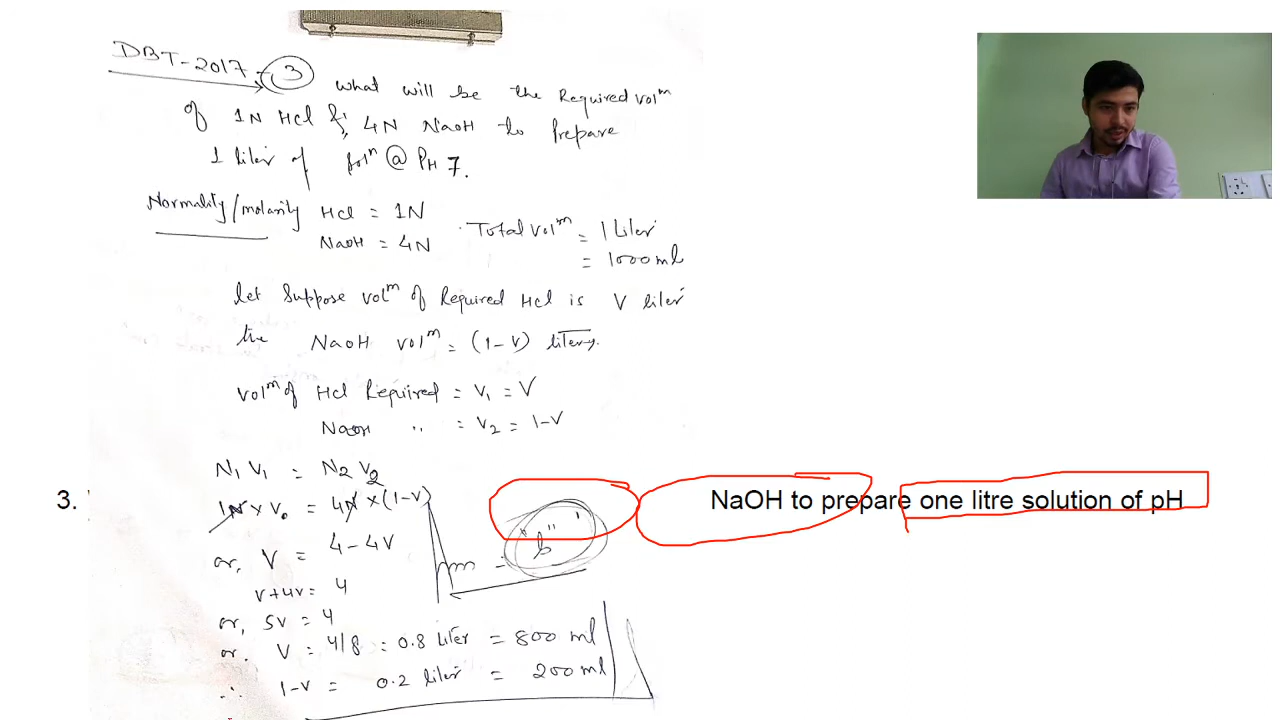 DBT-2017-3 what will be the Required volm
of 1N Hcl & 4N NaOH to Prepare
1 liter of soln @ PH 7.
Normality/molarity Hcl = 1N
NaOH = 4N
Total volm = 1 Liter
= 1000 ml
let Suppose volm of Required Hcl is V liter
the NaOH volm = (1-V) liters.
volm of Hcl Required = V1 = V
NaOH " = V2 = 1-V
N1 V1 = N2 V2
1N x V0 = 4N x (1-V)
or, V = 4-4V
V+4V = 4
or, 5V = 4
or. V = 4/8 = 0.8 liter = 800 ml
∴ 1-V = 0.2 liter = 200 ml
"b"
3. NaOH to prepare one litre solution of pH